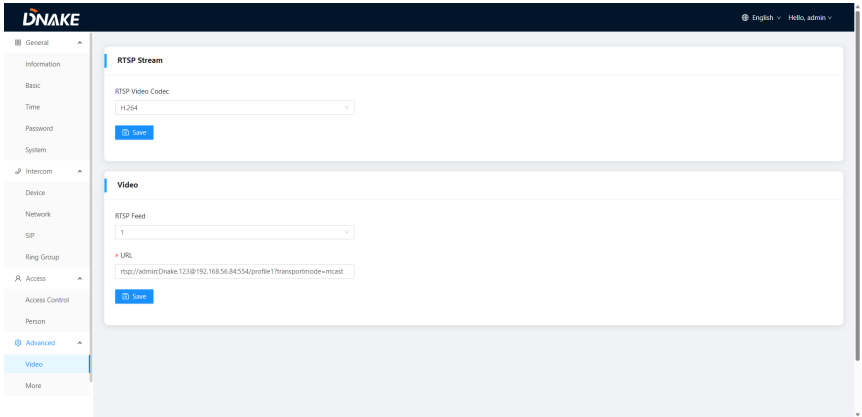 DNAKE
English
Hello, admin
General
Information
Basic
Time
Password
System
Intercom
Device
Network
SIP
Ring Group
Access
Access Control
Person
Advanced
Video
More
RTSP Stream
RTSP Video Codec
H.264
Save
Video
RTSP Feed
1
* URL
rtsp://admin:Dnake.123@192.168.56.84:554/profile1?transportmode=mcast
Save